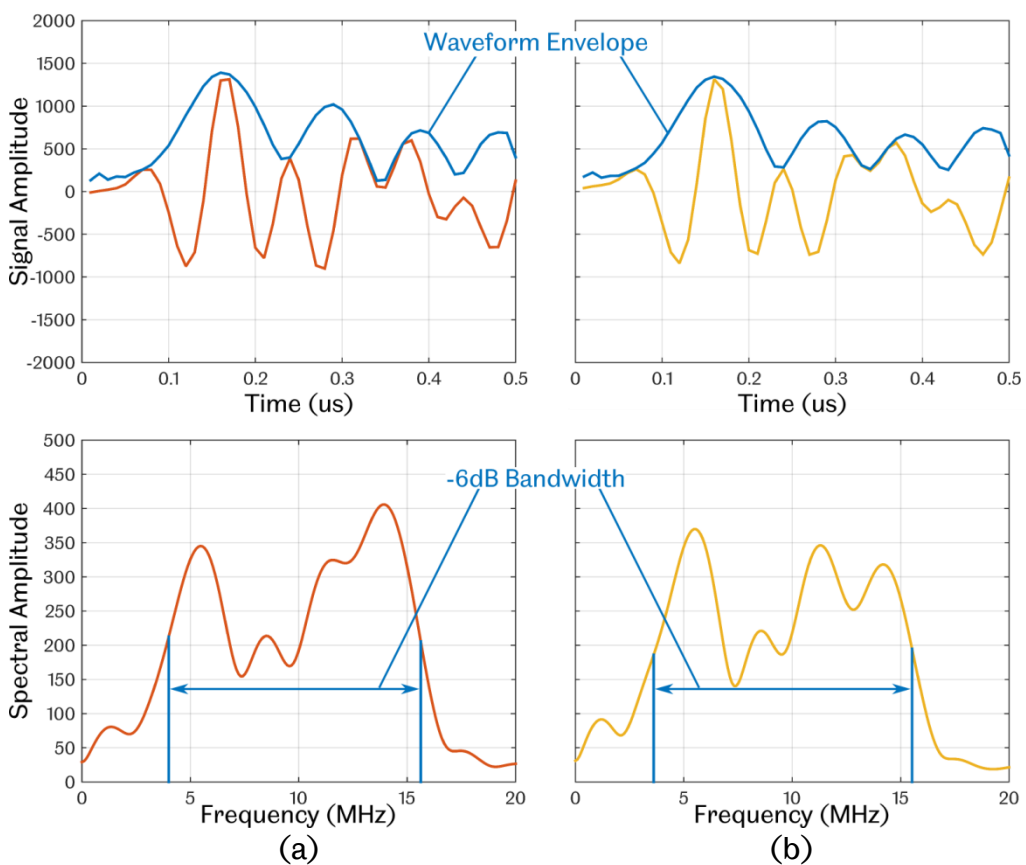 2000
1500
1000
500
0
-500
-1000
-1500
-2000
Signal Amplitude
Waveform Envelope
0 0.1 0.2 0.3 0.4 0.5
Time (us)
0 0.1 0.2 0.3 0.4 0.5
Time (us)
500
450
400
350
300
250
200
150
100
50
0
Spectral Amplitude
-6dB Bandwidth
0 5 10 15 20
Frequency (MHz)
(a)
0 5 10 15 20
Frequency (MHz)
(b)